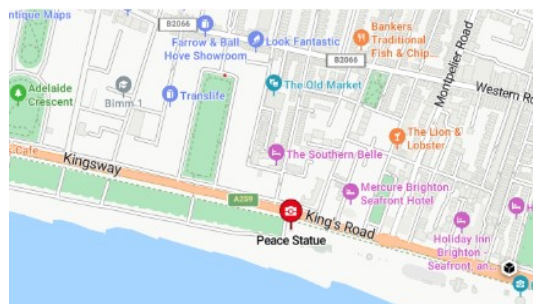 ntique Maps
B2066
Farrow & Ball
Hove Showroom
Look Fantastic
Bankers
Traditional
Fish & Chip...
B2066
Montpelier Road
Western Ro
Adelaide
Crescent
Bimm 1
Translife
The Old Market
The Lion &
Lobster
Cafe
Kingsway
The Southern Belle
Mercure Brighton
Seafront Hotel
A259
King's Road
Peace Statue
Holiday Inn
Brighton -
Seafront, an...
H